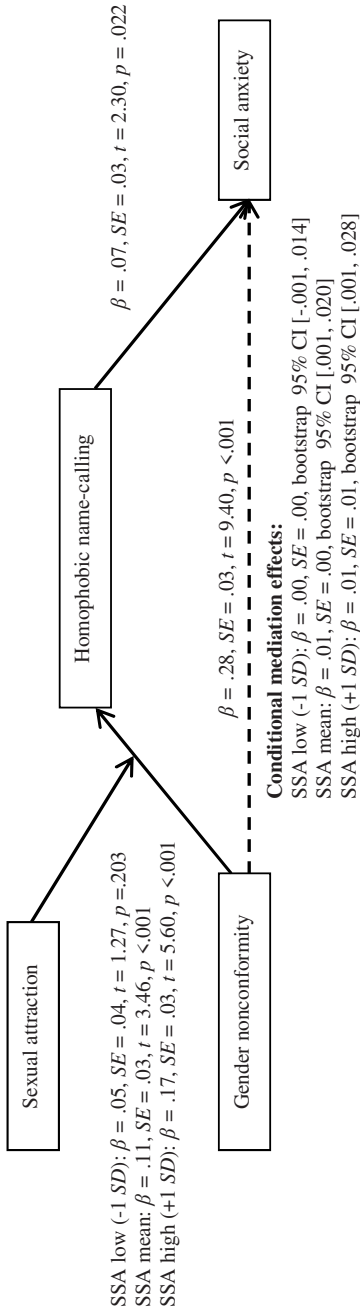 Sexual attraction
SSA low (-1 SD): β = .05, SE = .04, t = 1.27, p =.203
SSA mean: β = .11, SE = .03, t = 3.46, p <.001
SSA high (+1 SD): β = .17, SE = .03, t = 5.60, p <.001
Gender nonconformity
Homophobic name-calling
β = .07, SE = .03, t = 2.30, p = .022
Social anxiety
β = .28, SE = .03, t = 9.40, p <.001
Conditional mediation effects:
SSA low (-1 SD): β = .00, SE = .00, bootstrap 95% CI [-.001, .014]
SSA mean: β = .01, SE = .00, bootstrap 95% CI [.001, .020]
SSA high (+1 SD): β = .01, SE = .01, bootstrap 95% CI [.001, .028]